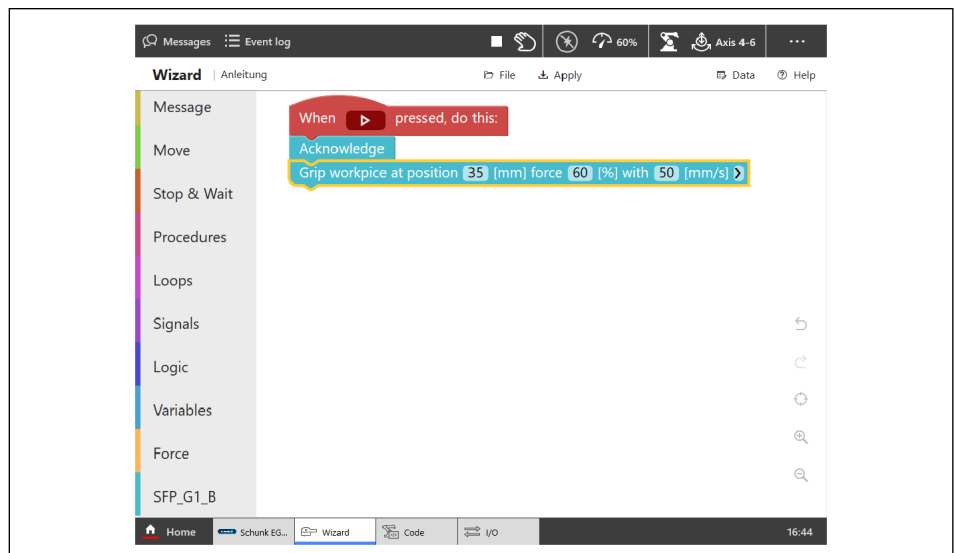 Messages Event log 60% Axis 4-6 ...
Wizard | Anleitung File Apply Data Help
Message
When pressed, do this:
Move
Acknowledge
Grip workpice at position 35 [mm] force 60 [%] with 50 [mm/s]
Stop & Wait
Procedures
Loops
Signals
Logic
Variables
Force
SFP_G1_B
Home Schunk EG... Wizard Code I/O 16:44